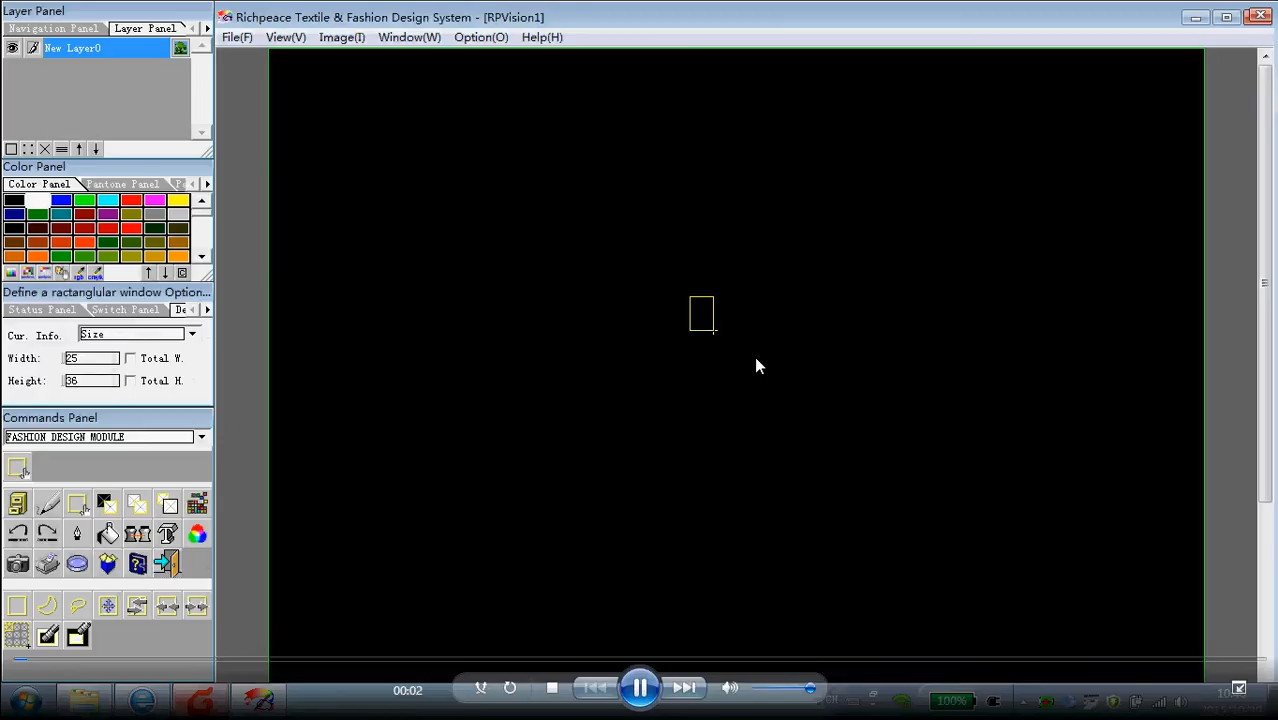 Layer Panel
Navigation Panel
Layer Panel
New Layer0
Color Panel
Color Panel
Pantone Panel
Define a ractanglular window Option...
Status Panel
Switch Panel
De
Cur. Info.
Size
Width:
25
Total W.
Height:
36
Total H.
Commands Panel
FASHION DESIGN MODULE
Richpeace Textile & Fashion Design System - [RPVision1]
File(F)
View(V)
Image(I)
Window(W)
Option(O)
Help(H)
00:02
CH
100%